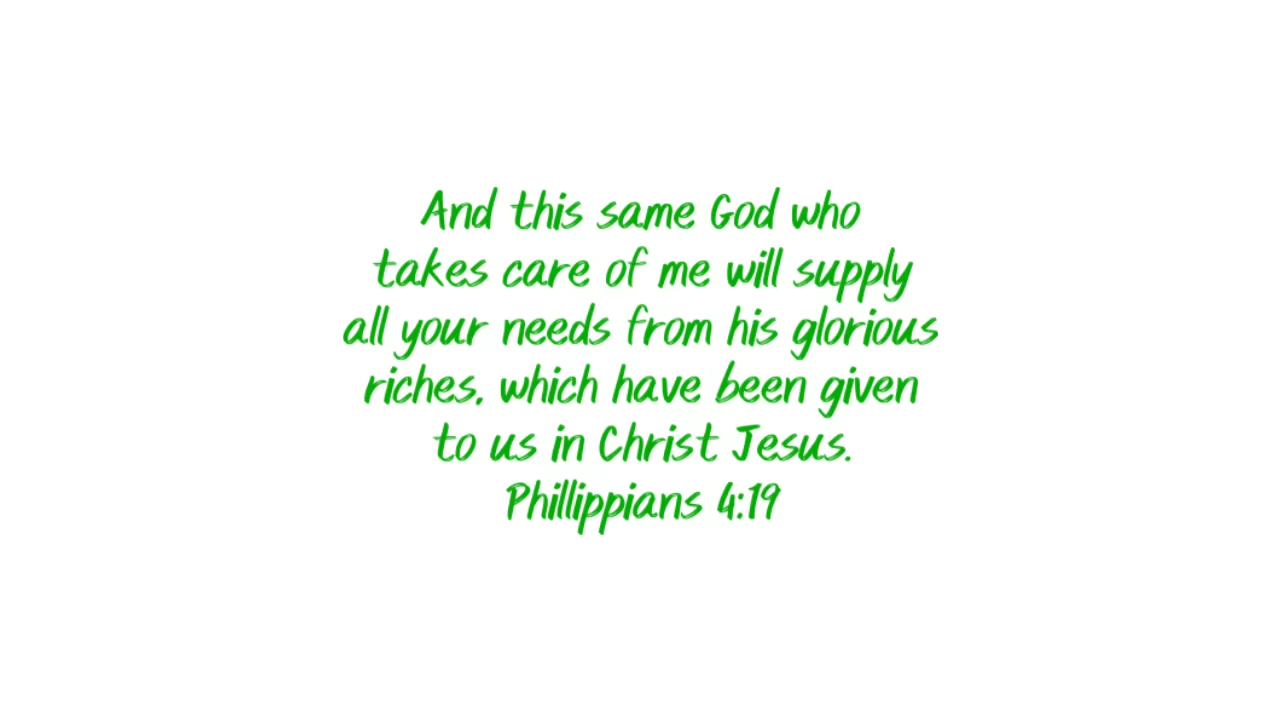 And this same God who
takes care of me will supply
all your needs from his glorious
riches, which have been given
to us in Christ Jesus.
Phillippians 4:19